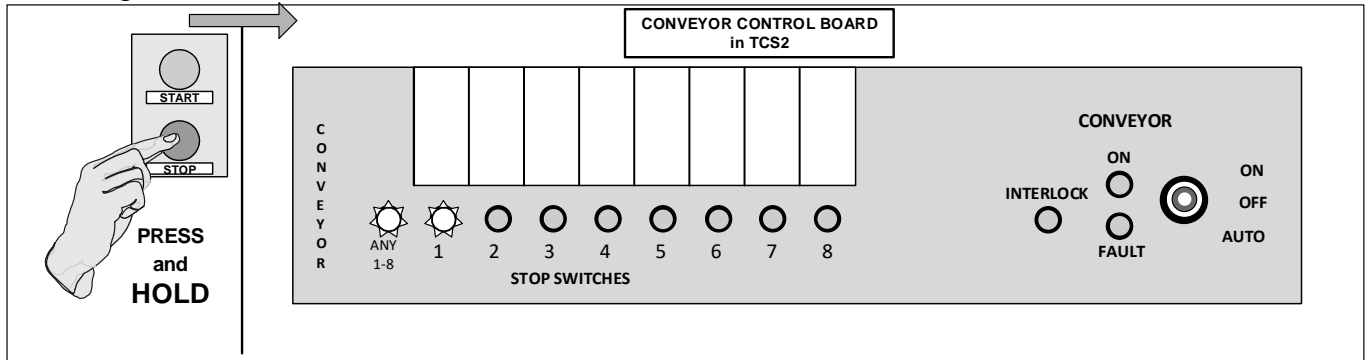 START
STOP
PRESS
and
HOLD
CONVEYOR CONTROL BOARD
in TCS2
CONVEYOR
ANY
1-8
1 2 3 4 5 6 7 8
STOP SWITCHES
CONVEYOR
INTERLOCK
ON
FAULT
ON
OFF
AUTO